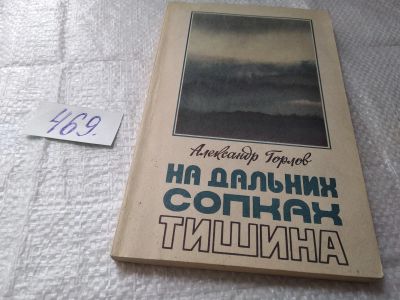 469.
Александр Горлов
НА ДАЛЬНИХ
СОПКАХ
ТИШИНА